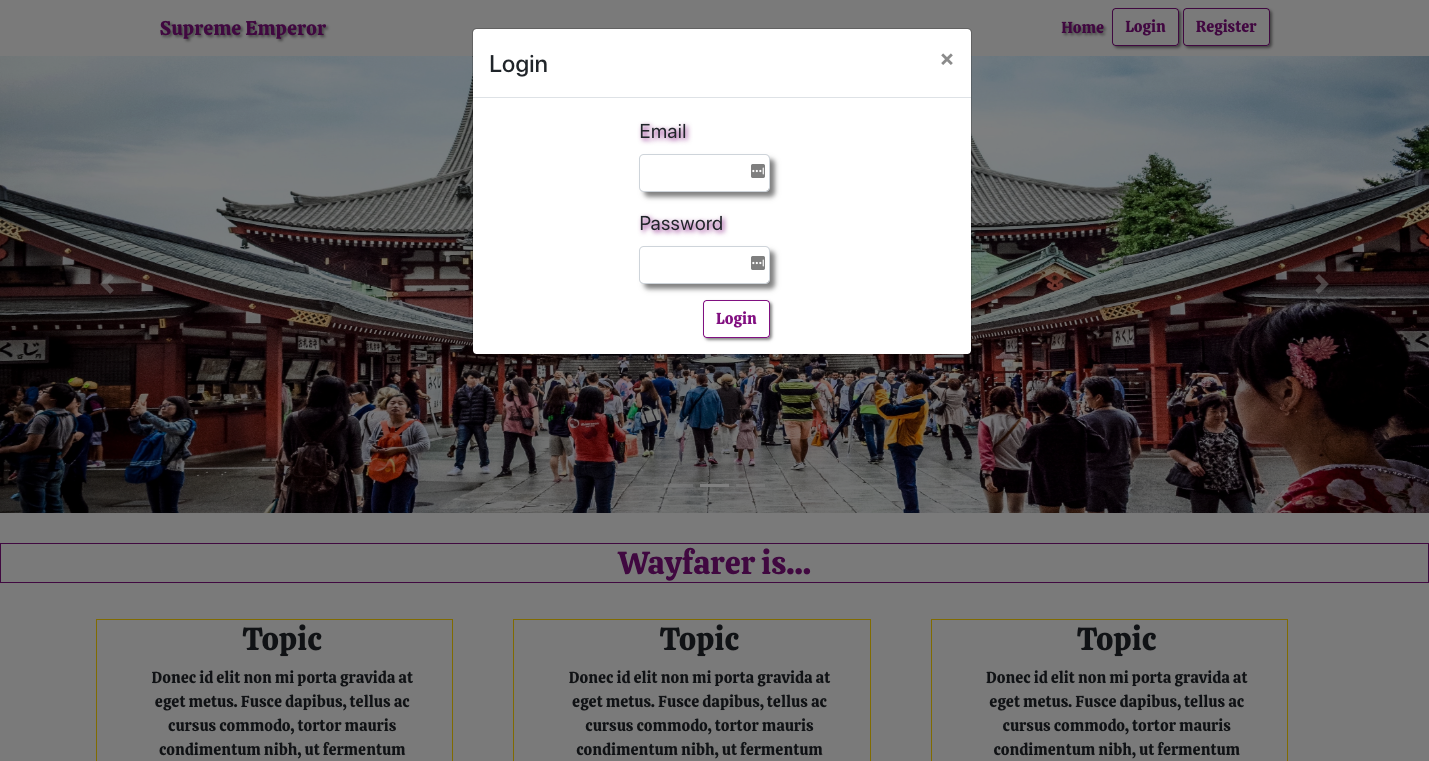 Supreme Emperor
Home
Login
Register
Login
×
Email
Password
Login
Wayfarer is...
Topic
Donec id elit non mi porta gravida at
eget metus. Fusce dapibus, tellus ac
cursus commodo, tortor mauris
condimentum nibh, ut fermentum
Topic
Donec id elit non mi porta gravida at
eget metus. Fusce dapibus, tellus ac
cursus commodo, tortor mauris
condimentum nibh, ut fermentum
Topic
Donec id elit non mi porta gravida at
eget metus. Fusce dapibus, tellus ac
cursus commodo, tortor mauris
condimentum nibh, ut fermentum